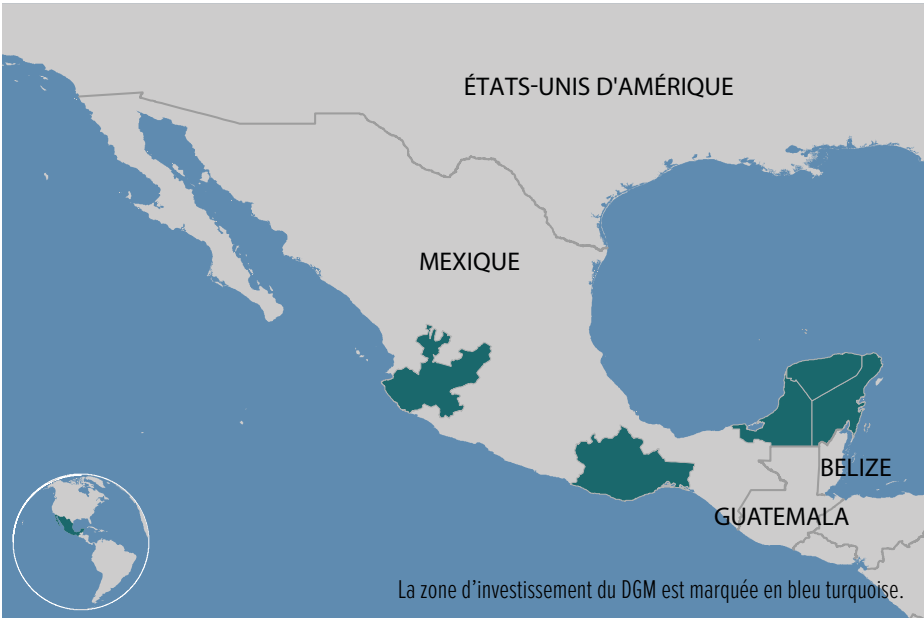 ÉTATS-UNIS D'AMÉRIQUE
MEXIQUE
BELIZE
GUATEMALA
La zone d’investissement du DGM est marquée en bleu turquoise.